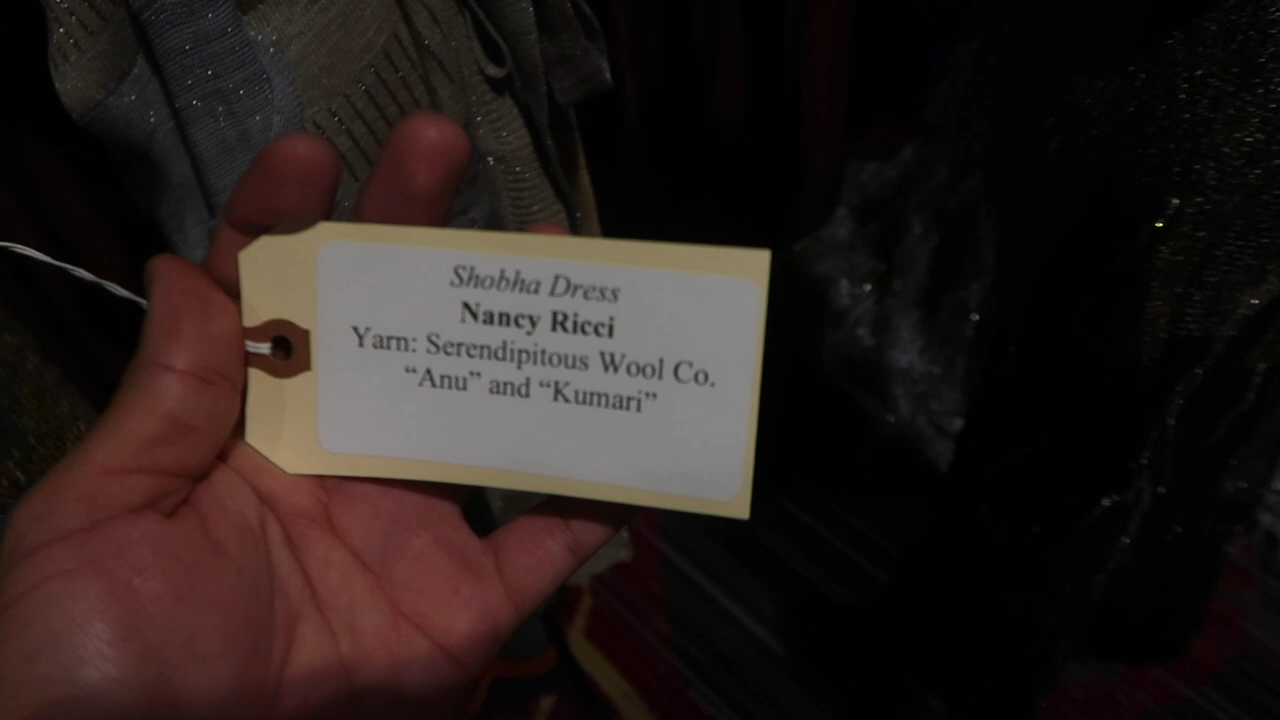 Shobha Dress
Nancy Ricci
Yarn: Serendipitous Wool Co.
“Anu” and “Kumari”